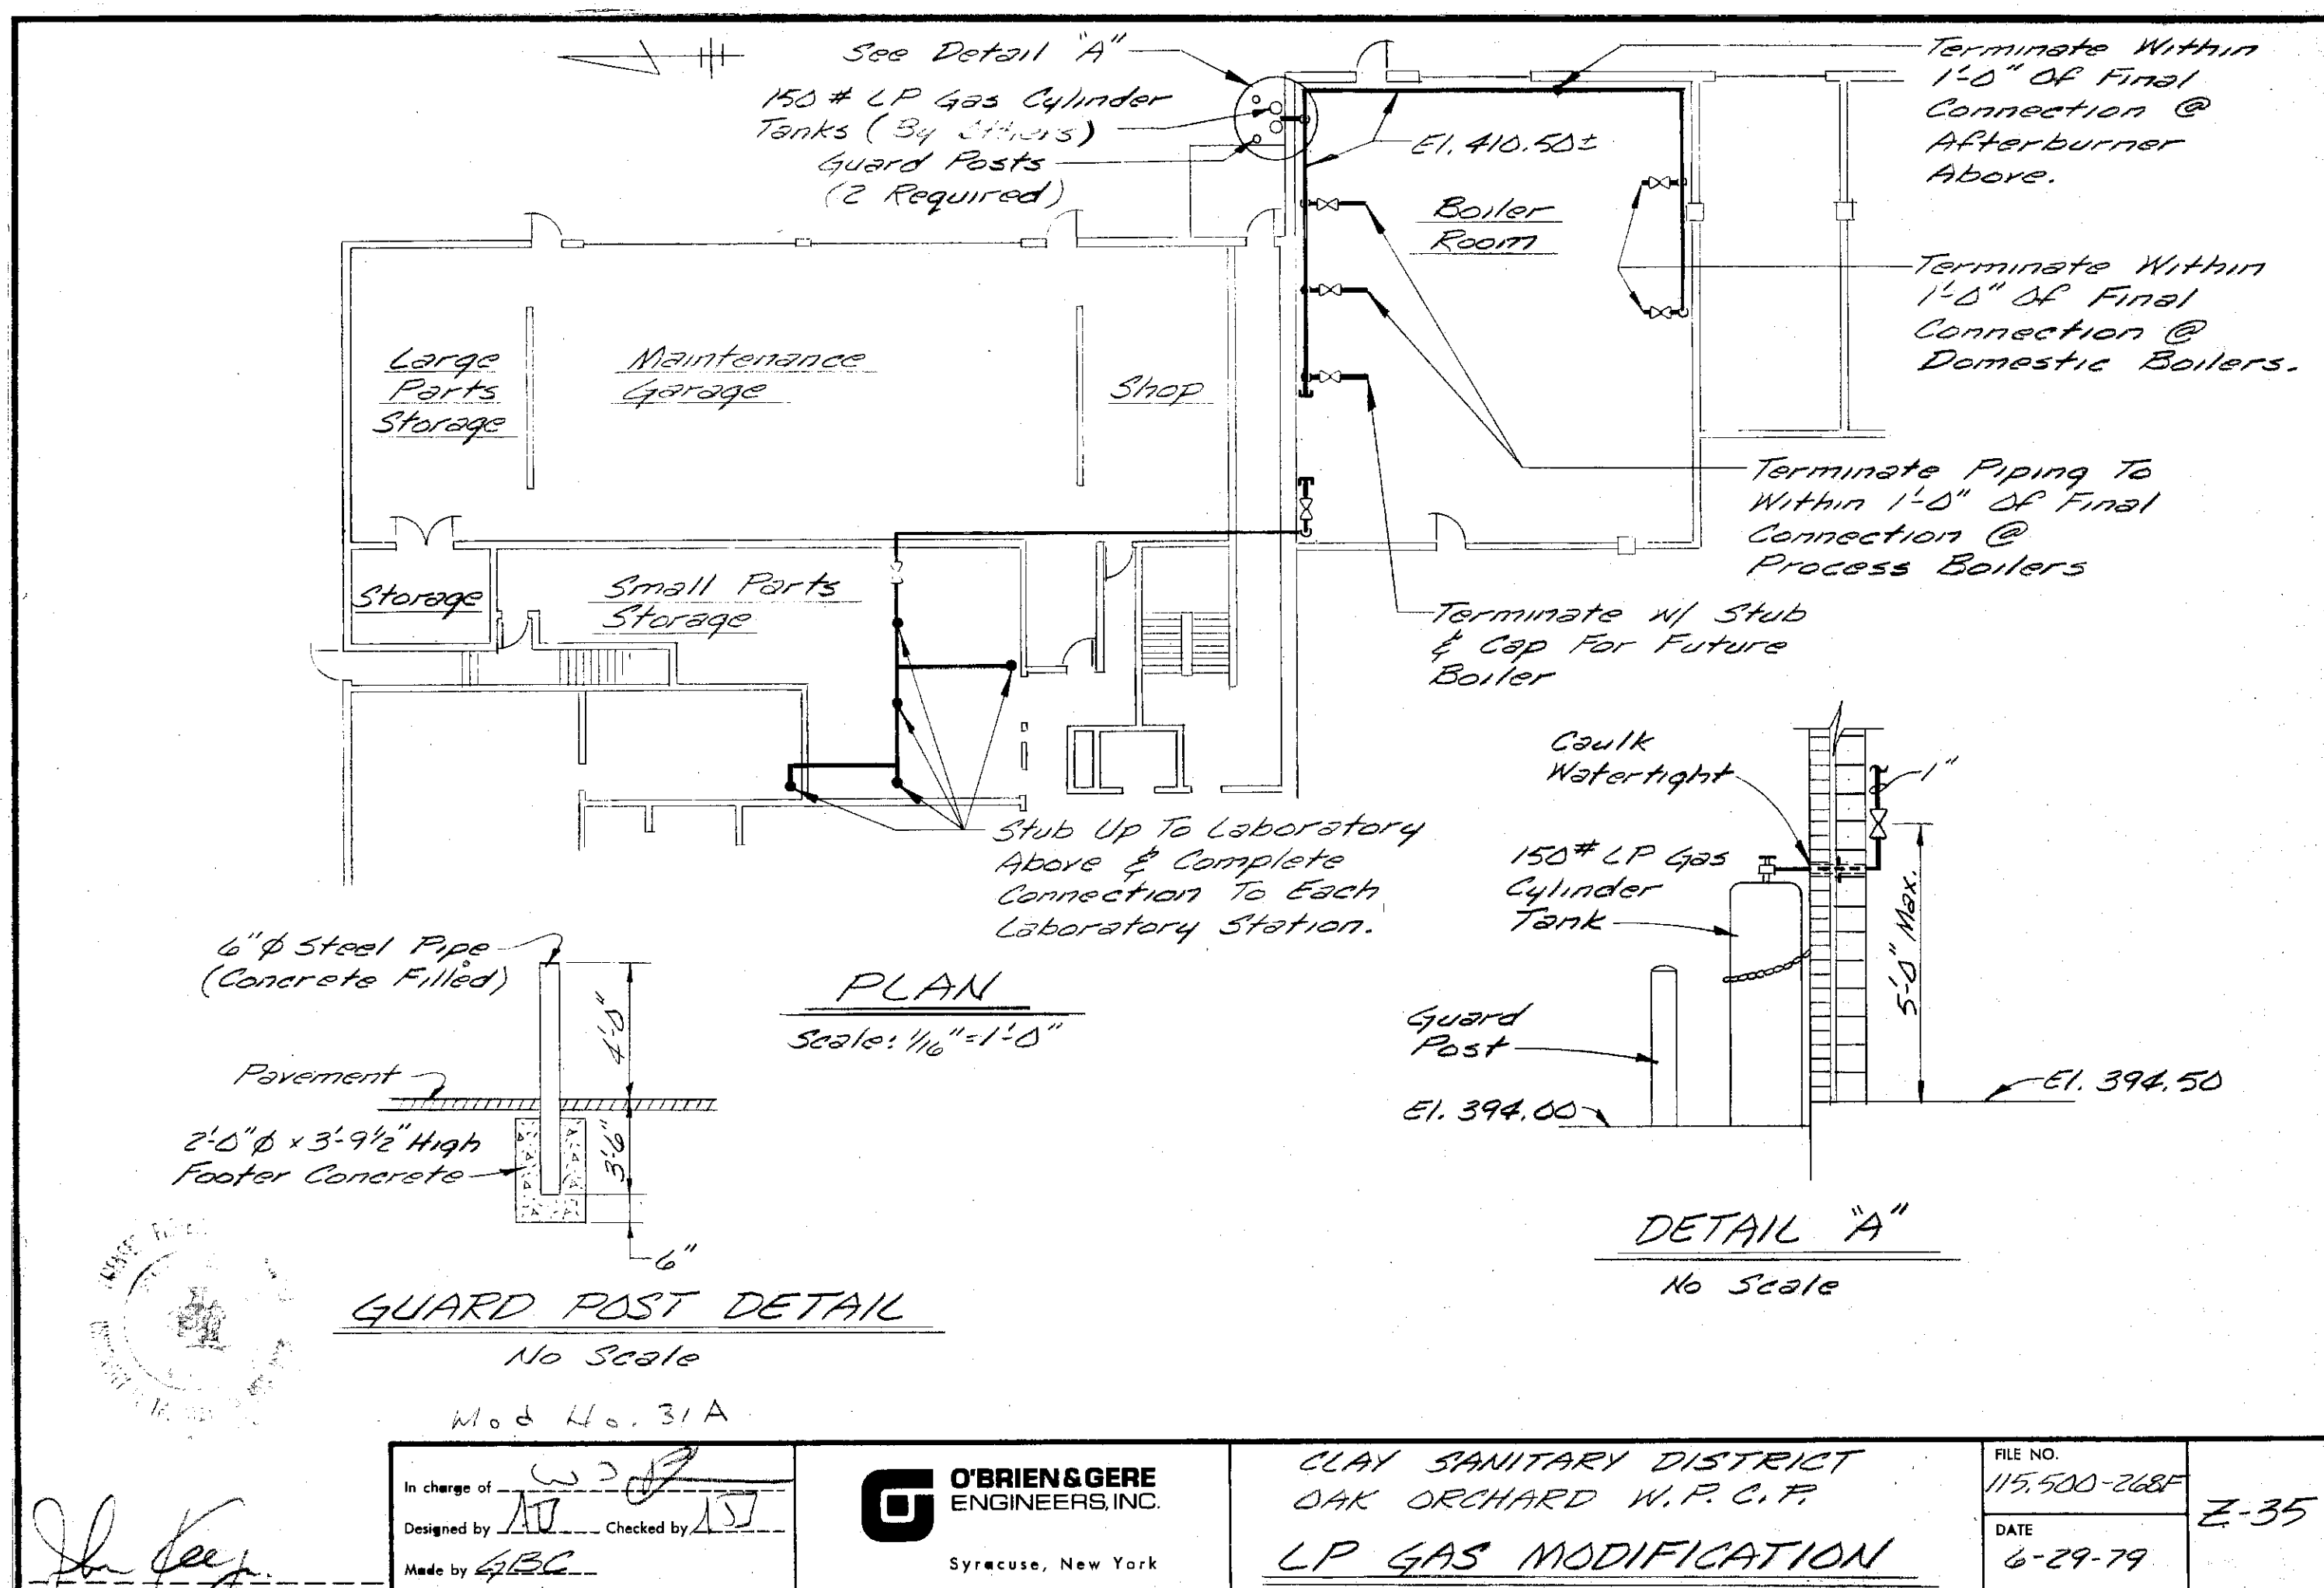 See Detail "A"
150 # LP Gas Cylinder
Tanks (By Others)
Guard Posts
(2 Required)
El. 410.50±
Boiler
Room
Terminate Within
1'-0" Of Final
Connection @
Afterburner
Above.
Terminate Within
1'-0" Of Final
Connection @
Domestic Boilers.
Large
Parts
Storage
Maintenance
Garage
Shop
Terminate Piping To
Within 1'-0" Of Final
Connection @
Process Boilers
Storage
Small Parts
Storage
Terminate w/ Stub
& Cap For Future
Boiler
Stub Up To Laboratory
Above & Complete
Connection To Each
Laboratory Station.
PLAN
Scale: 1/16"=1'-0"
6"ϕ Steel Pipe
(Concrete Filled)
4'-0"
Pavement
2'-0"ϕ x 3'-9½" High
Footer Concrete
3'-6"
6"
GUARD POST DETAIL
No Scale
Caulk
Watertight
1"
150# LP Gas
Cylinder
Tank
5'-0" Max.
Guard
Post
El. 394.00
El. 394.50
DETAIL "A"
No Scale
Mod No. 31A
In charge of
Designed by
Checked by
Made by GBC
O'BRIEN & GERE
ENGINEERS, INC.
Syracuse, New York
CLAY SANITARY DISTRICT
OAK ORCHARD W.P.C.P.
LP GAS MODIFICATION
FILE NO.
115.500-268F
DATE
6-29-79
Z-35